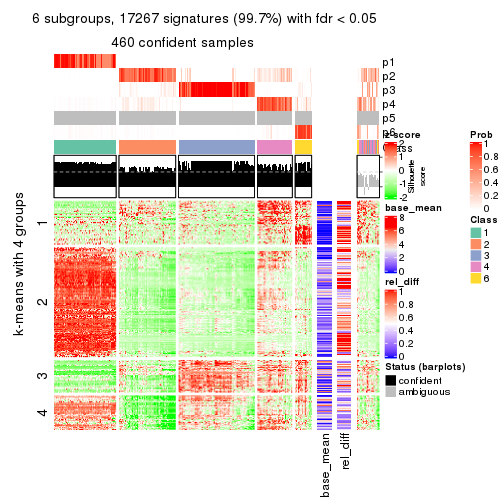 6 subgroups, 17267 signatures (99.7%) with fdr < 0.05
460 confident samples
p1
p2
p3
p4
p5
p6
Class
z-score
2
1
0
-1
-2
Silhouette
score
Prob
1
0.8
0.6
0.4
0.2
0
base_mean
8
6
4
2
0
Class
1
2
3
4
6
rel_diff
1
0.8
0.6
0.4
0.2
0
Status (barplots)
confident
ambiguous
k-means with 4 groups
1
2
3
4
base_mean
rel_diff